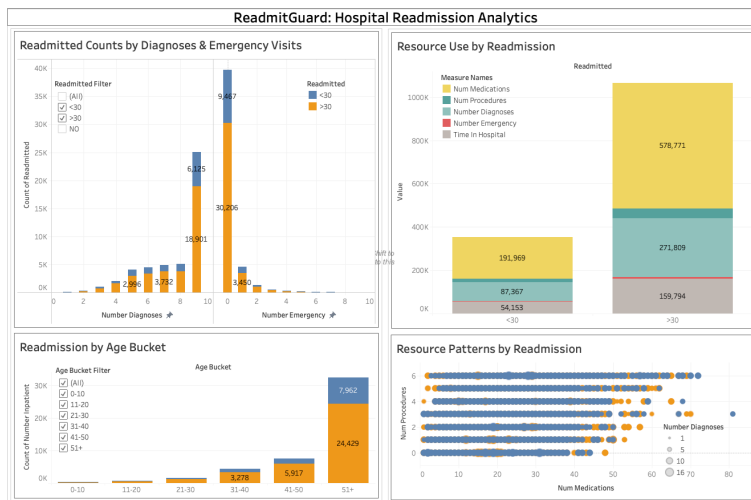 ReadmitGuard: Hospital Readmission Analytics
Readmitted Counts by Diagnoses & Emergency Visits
40K
35K
30K
25K
20K
15K
10K
5K
0K
Count of Readmitted
Readmitted Filter
(All)
<30
>30
NO
Readmitted
<30
>30
9,467
6,125
30,206
18,901
2,996
3,732
3,450
0 2 4 6 8 10
0 2 4 6 8 10
Number Diagnoses
Number Emergency
Resource Use by Readmission
Readmitted
Measure Names
Num Medications
Num Procedures
Number Diagnoses
Number Emergency
Time In Hospital
1000K
800K
600K
400K
200K
0K
Value
578,771
271,809
159,794
191,969
87,367
54,153
<30 >30
to this
Readmission by Age Bucket
Age Bucket
Age Bucket Filter
(All)
0-10
11-20
21-30
31-40
41-50
51+
30K
20K
10K
0K
Count of Number Inpatient
7,962
24,429
5,917
3,278
0-10 11-20 21-30 31-40 41-50 51+
Resource Patterns by Readmission
6
5
4
3
2
1
0
Num Procedures
Number Diagnoses
1
5
10
16
0 10 20 30 40 50 60 70 80
Num Medications